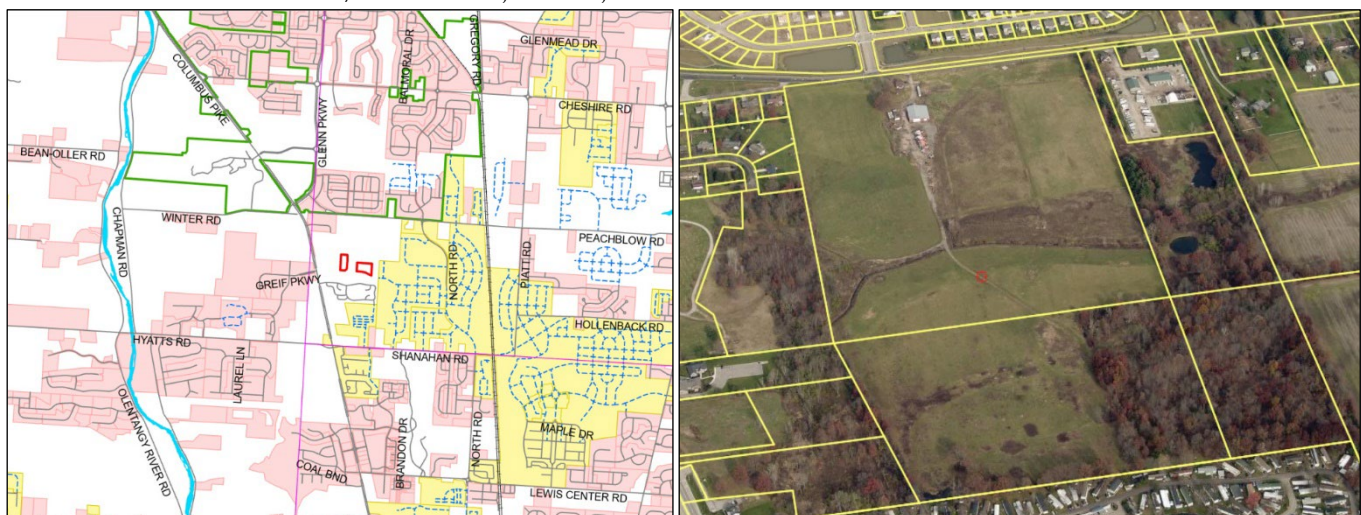 GLENMEAD DR
GREGORY RD
BALMORAL DR
COLUMBUS PIKE
GLENN PKWY
CHESHIRE RD
BEAN-OLLER RD
CHAPMAN RD
WINTER RD
NORTH RD
PIATT RD
PEACHBLOW RD
GREIF PKWY
HOLLENBACK RD
HYATTS RD
LAUREL LN
SHANAHAN RD
OLENTANGY RIVER RD
BRANDON DR
NORTH RD
MAPLE DR
COAL BND
LEWIS CENTER RD